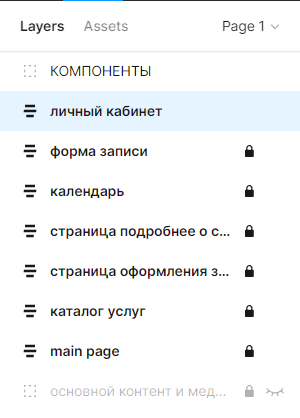 Layers Assets Page 1
КОМПОНЕНТЫ
личный кабинет
форма записи
календарь
страница подробнее о с...
страница оформления з...
каталог услуг
main page
основной контент и мед...